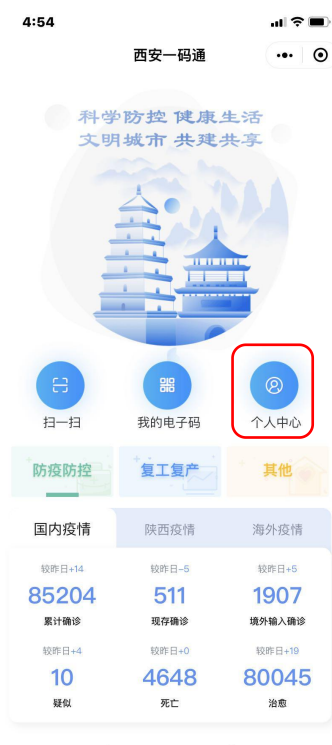 4:54
西安一码通
科学防控 健康生活
文明城市 共建共享
扫一扫 我的电子码 个人中心
防疫防控 复工复产 其他
国内疫情 陕西疫情 海外疫情
较昨日+14 较昨日-5 较昨日+5
85204 511 1907
累计确诊 现存确诊 境外输入确诊
较昨日+4 较昨日+0 较昨日+19
10 4648 80045
疑似 死亡 治愈